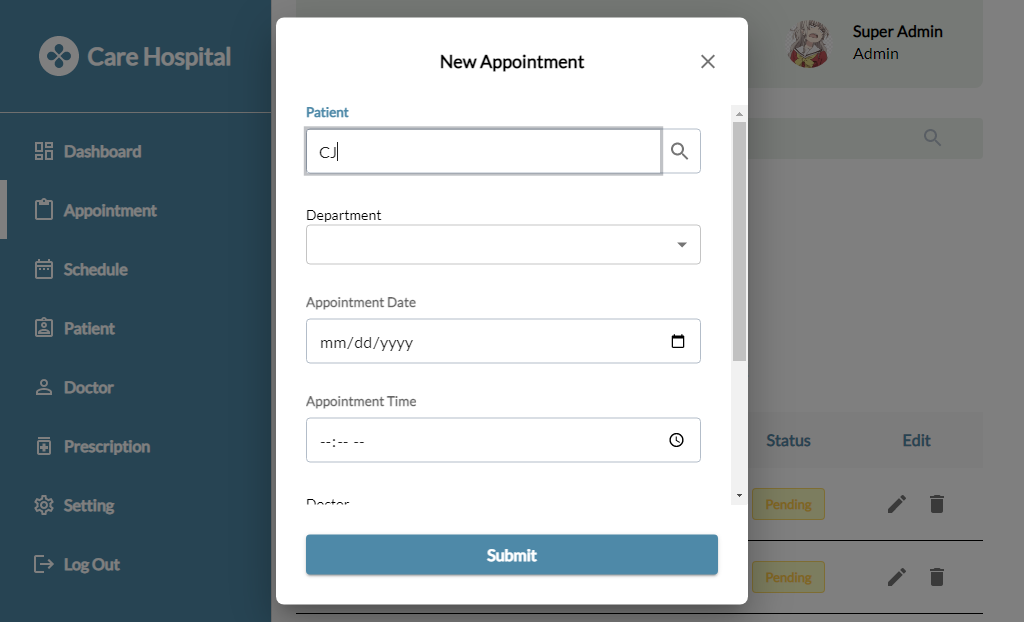 Care Hospital
Dashboard
Appointment
Schedule
Patient
Doctor
Prescription
Setting
Log Out
Super Admin
Admin
New Appointment
Patient
CJ
Department
Appointment Date
mm/dd/yyyy
Appointment Time
--:-- --
Doctor
Submit
Status
Edit
Pending
Pending